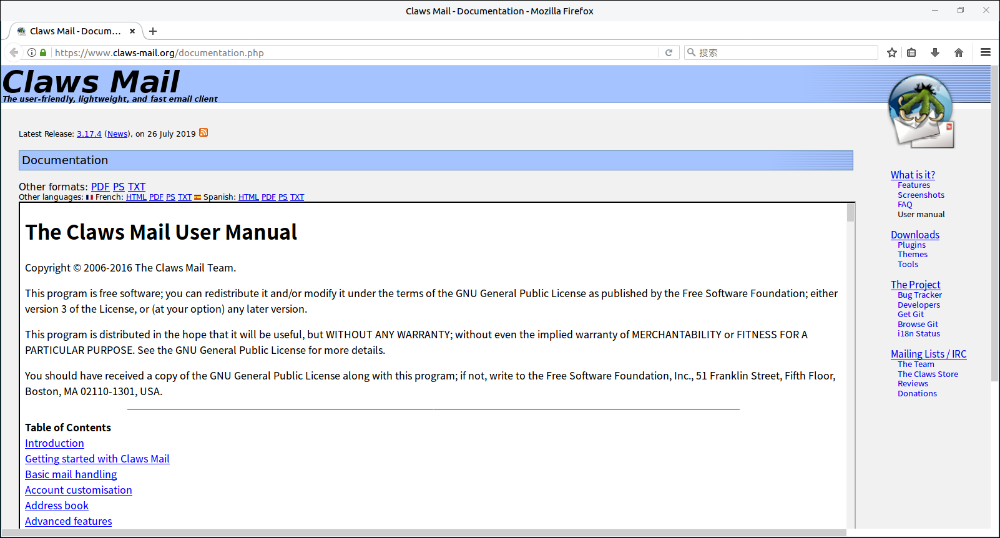 Claws Mail - Documentation - Mozilla Firefox
Claws Mail - Docum...
https://www.claws-mail.org/documentation.php
搜索
Claws Mail
The user-friendly, lightweight, and fast email client
Latest Release: 3.17.4 (News), on 26 July 2019
Documentation
Other formats: PDF PS TXT
Other languages: French: HTML PDF PS TXT Spanish: HTML PDF PS TXT
The Claws Mail User Manual
Copyright © 2006-2016 The Claws Mail Team.
This program is free software; you can redistribute it and/or modify it under the terms of the GNU General Public License as published by the Free Software Foundation; either
version 3 of the License, or (at your option) any later version.
This program is distributed in the hope that it will be useful, but WITHOUT ANY WARRANTY; without even the implied warranty of MERCHANTABILITY or FITNESS FOR A
PARTICULAR PURPOSE. See the GNU General Public License for more details.
You should have received a copy of the GNU General Public License along with this program; if not, write to the Free Software Foundation, Inc., 51 Franklin Street, Fifth Floor,
Boston, MA 02110-1301, USA.
Table of Contents
Introduction
Getting started with Claws Mail
Basic mail handling
Account customisation
Address book
Advanced features
What is it?
Features
Screenshots
FAQ
User manual
Downloads
Plugins
Themes
Tools
The Project
Bug Tracker
Developers
Get Git
Browse Git
i18n Status
Mailing Lists / IRC
The Team
The Claws Store
Reviews
Donations